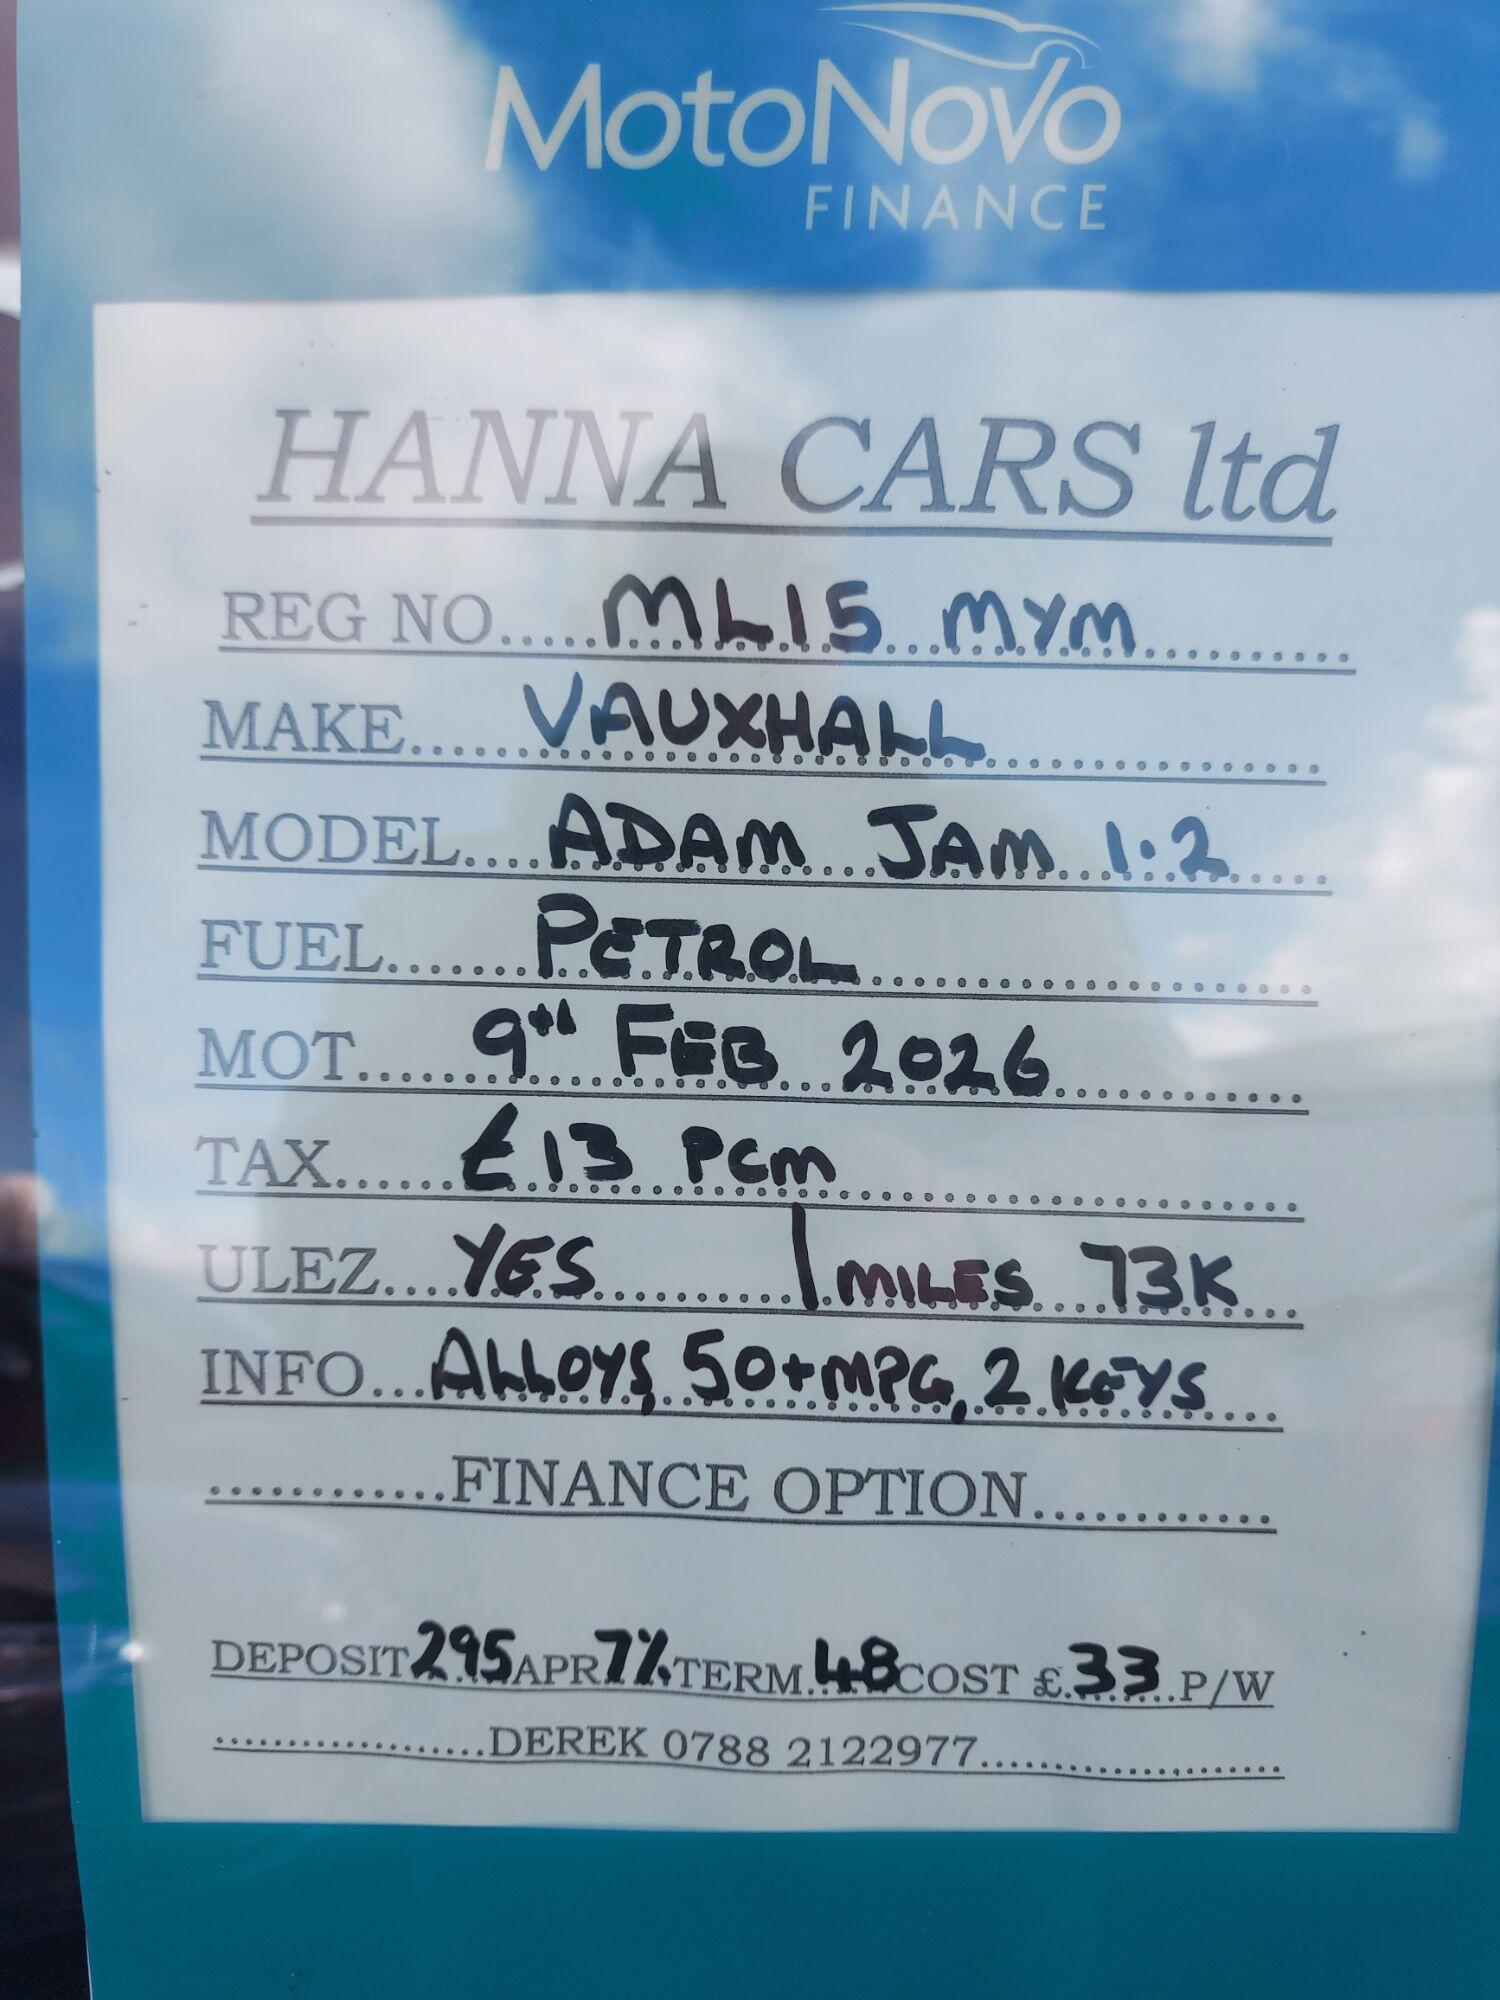 MotoNovo
FINANCE
HANNA CARS ltd
REG NO.....ML15 MYM..........
MAKE.....VAUXHALL..........
MODEL....ADAM JAM 1.2.....
FUEL.......PETROL..........
MOT.....9th FEB 2026..........
TAX......£13 PCM..........
ULEZ....YES..........| MILES 73K...
INFO...ALLOYS, 50+MPG, 2 KEYS....
............FINANCE OPTION............
DEPOSIT 295 APR 7% TERM 48 COST £ 33 P/W
...................DEREK 0788 2122977...................